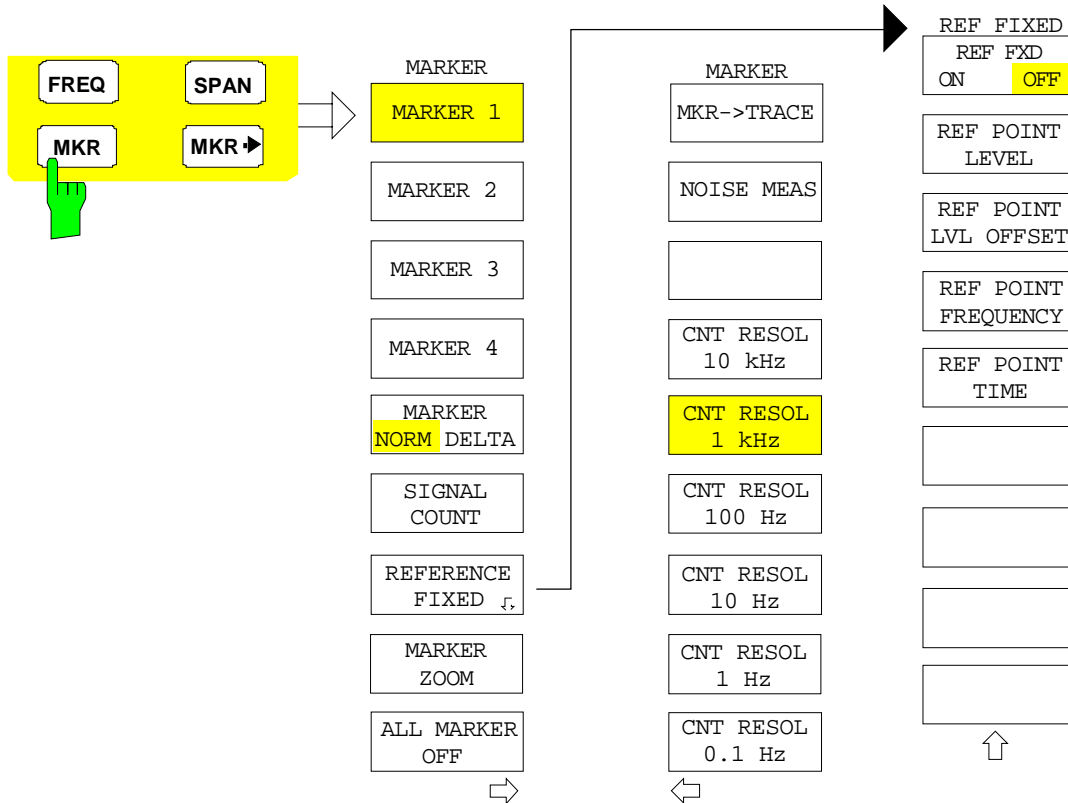 FREQ
SPAN
MKR
MKR
MARKER
MARKER 1
MARKER 2
MARKER 3
MARKER 4
MARKER
NORM DELTA
SIGNAL
COUNT
REFERENCE
FIXED
MARKER
ZOOM
ALL MARKER
OFF
MARKER
MKR->TRACE
NOISE MEAS
CNT RESOL
10 kHz
CNT RESOL
1 kHz
CNT RESOL
100 Hz
CNT RESOL
10 Hz
CNT RESOL
1 Hz
CNT RESOL
0.1 Hz
REF FIXED
REF FXD
ON OFF
REF POINT
LEVEL
REF POINT
LVL OFFSET
REF POINT
FREQUENCY
REF POINT
TIME